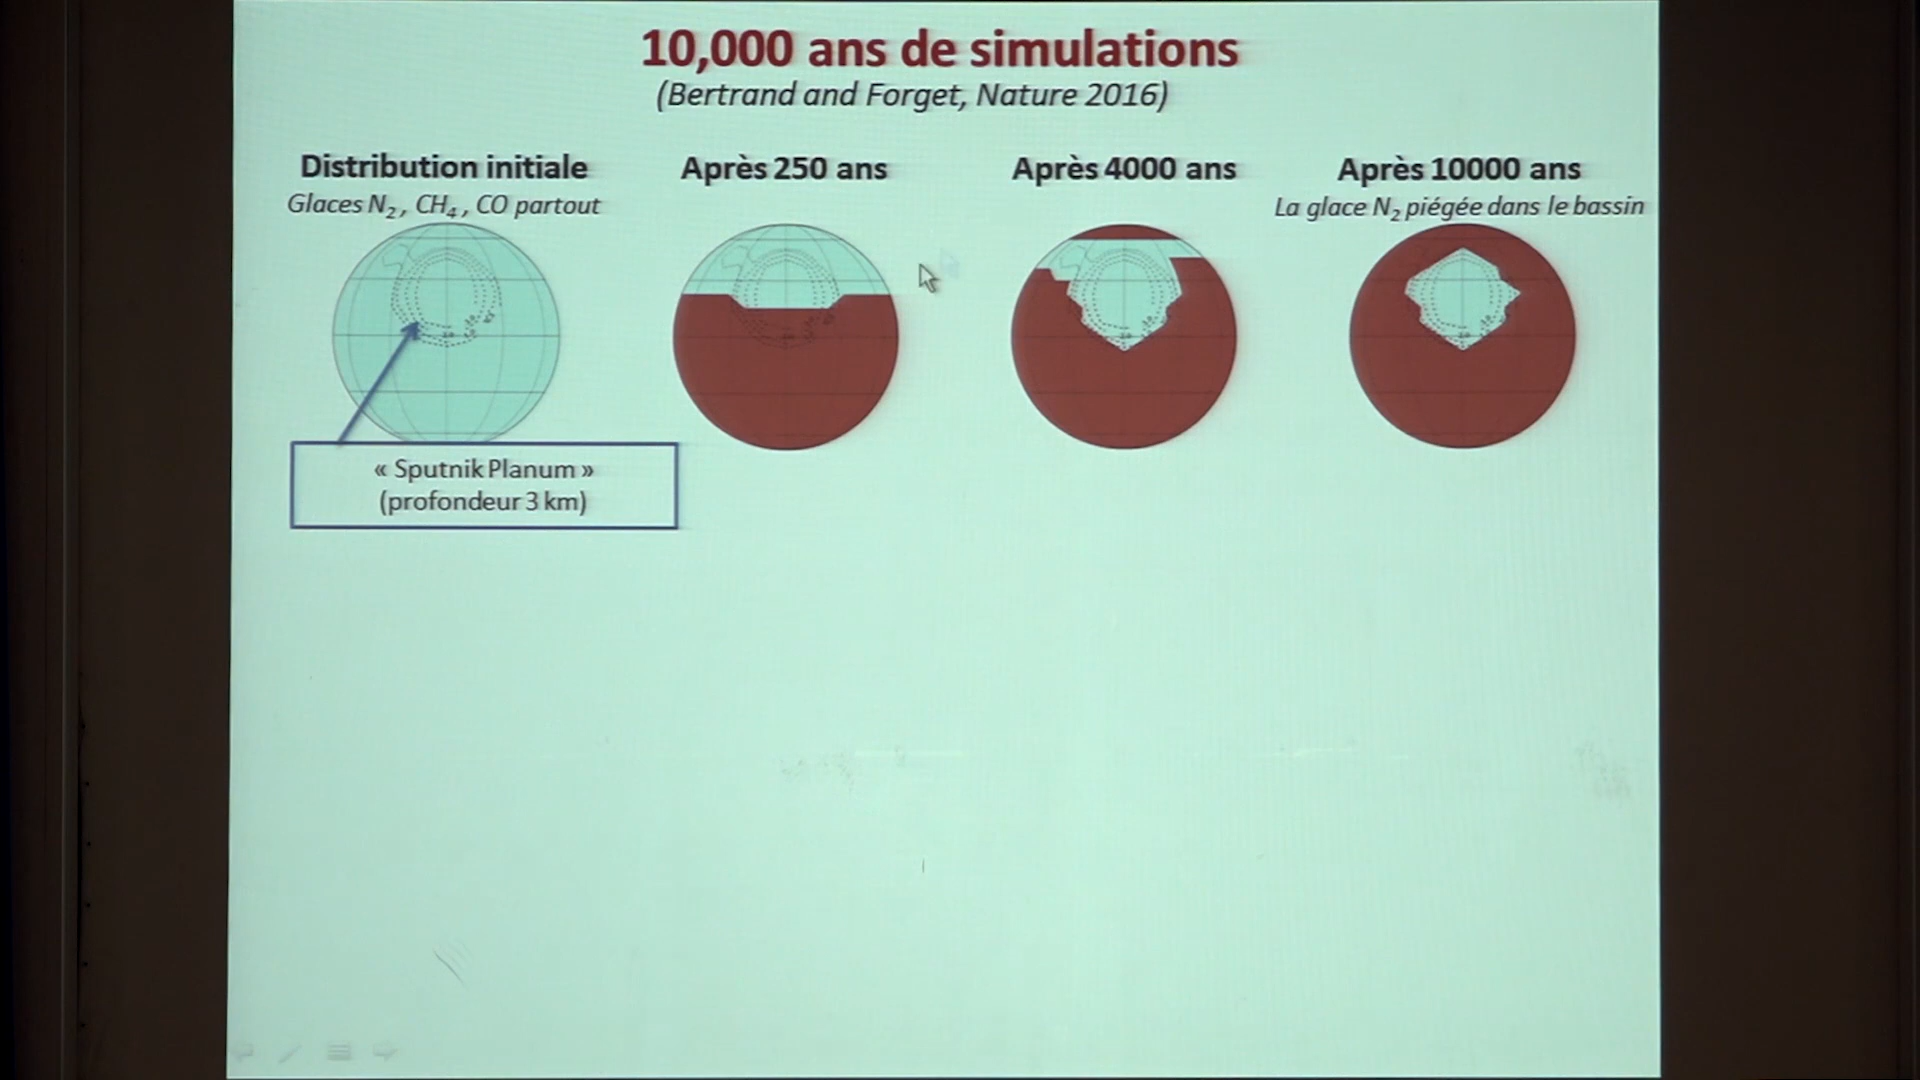 10,000 ans de simulations
(Bertrand and Forget, Nature 2016)
Distribution initiale
Glaces N₂, CH₄, CO partout
Après 250 ans
Après 4000 ans
Après 10000 ans
La glace N₂ piégée dans le bassin
« Sputnik Planum »
(profondeur 3 km)